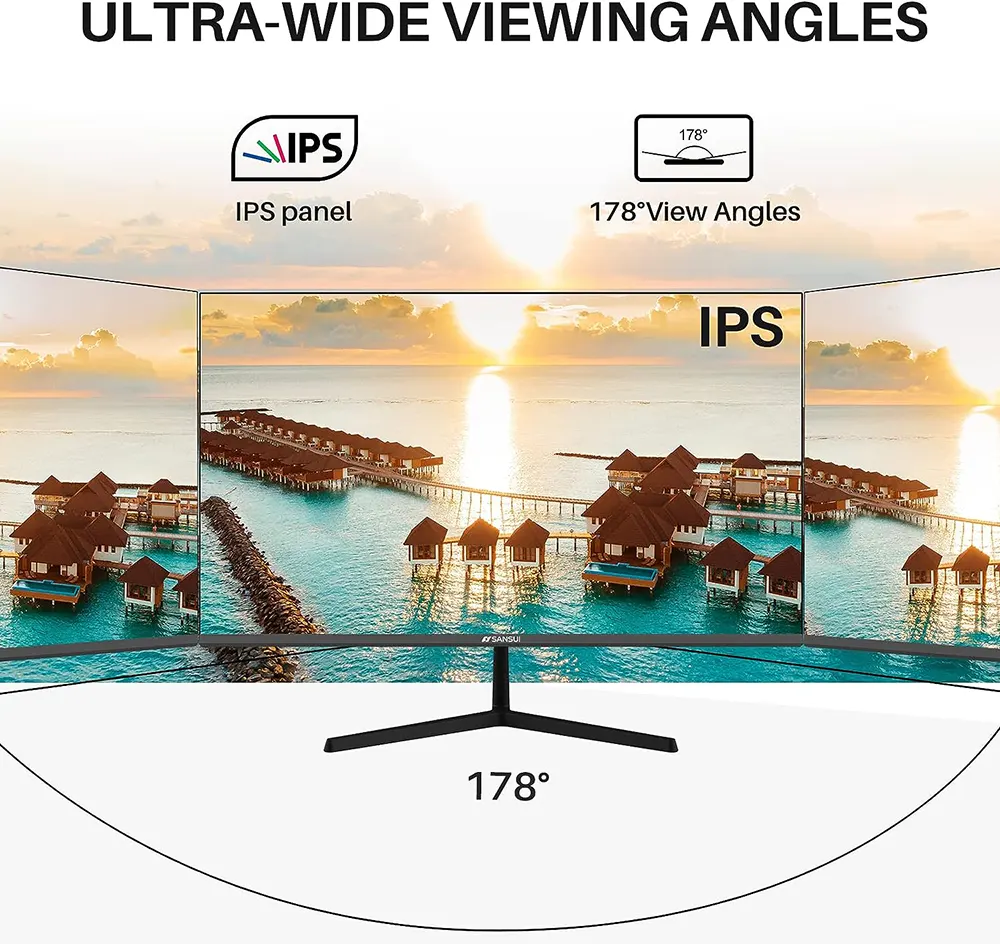 ULTRA-WIDE VIEWING ANGLES
IPS
178°
IPS panel
178°View Angles
IPS
SANSUI
178°